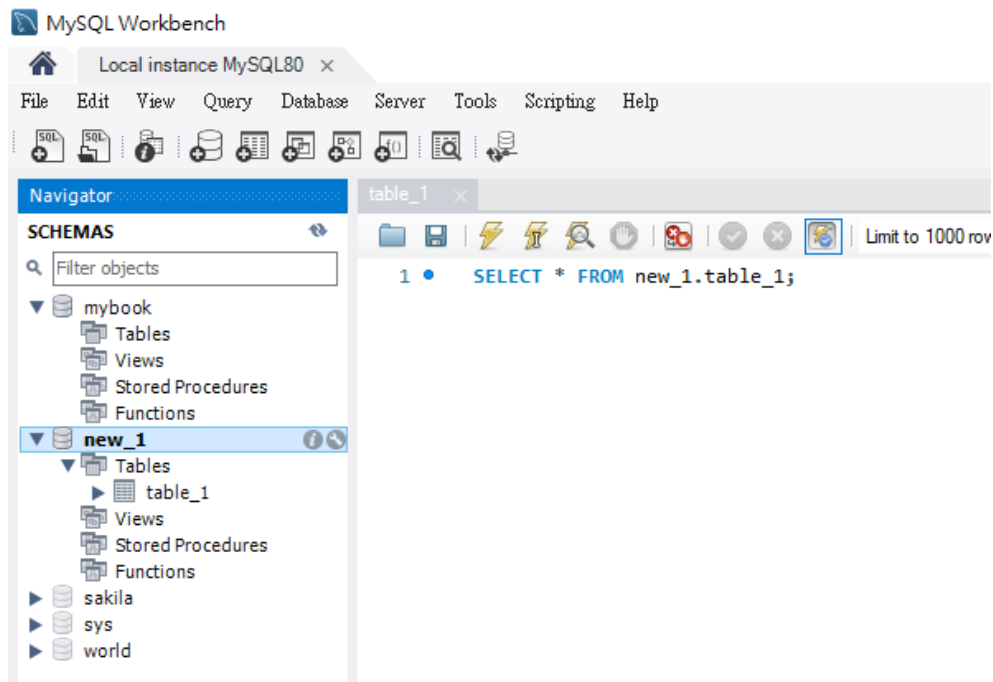 MySQL Workbench
Local instance MySQL80
File Edit View Query Database Server Tools Scripting Help
Navigator
SCHEMAS
Filter objects
mybook
Tables
Views
Stored Procedures
Functions
new_1
Tables
table_1
Views
Stored Procedures
Functions
sakila
sys
world
table_1
Limit to 1000 row
1 SELECT * FROM new_1.table_1;